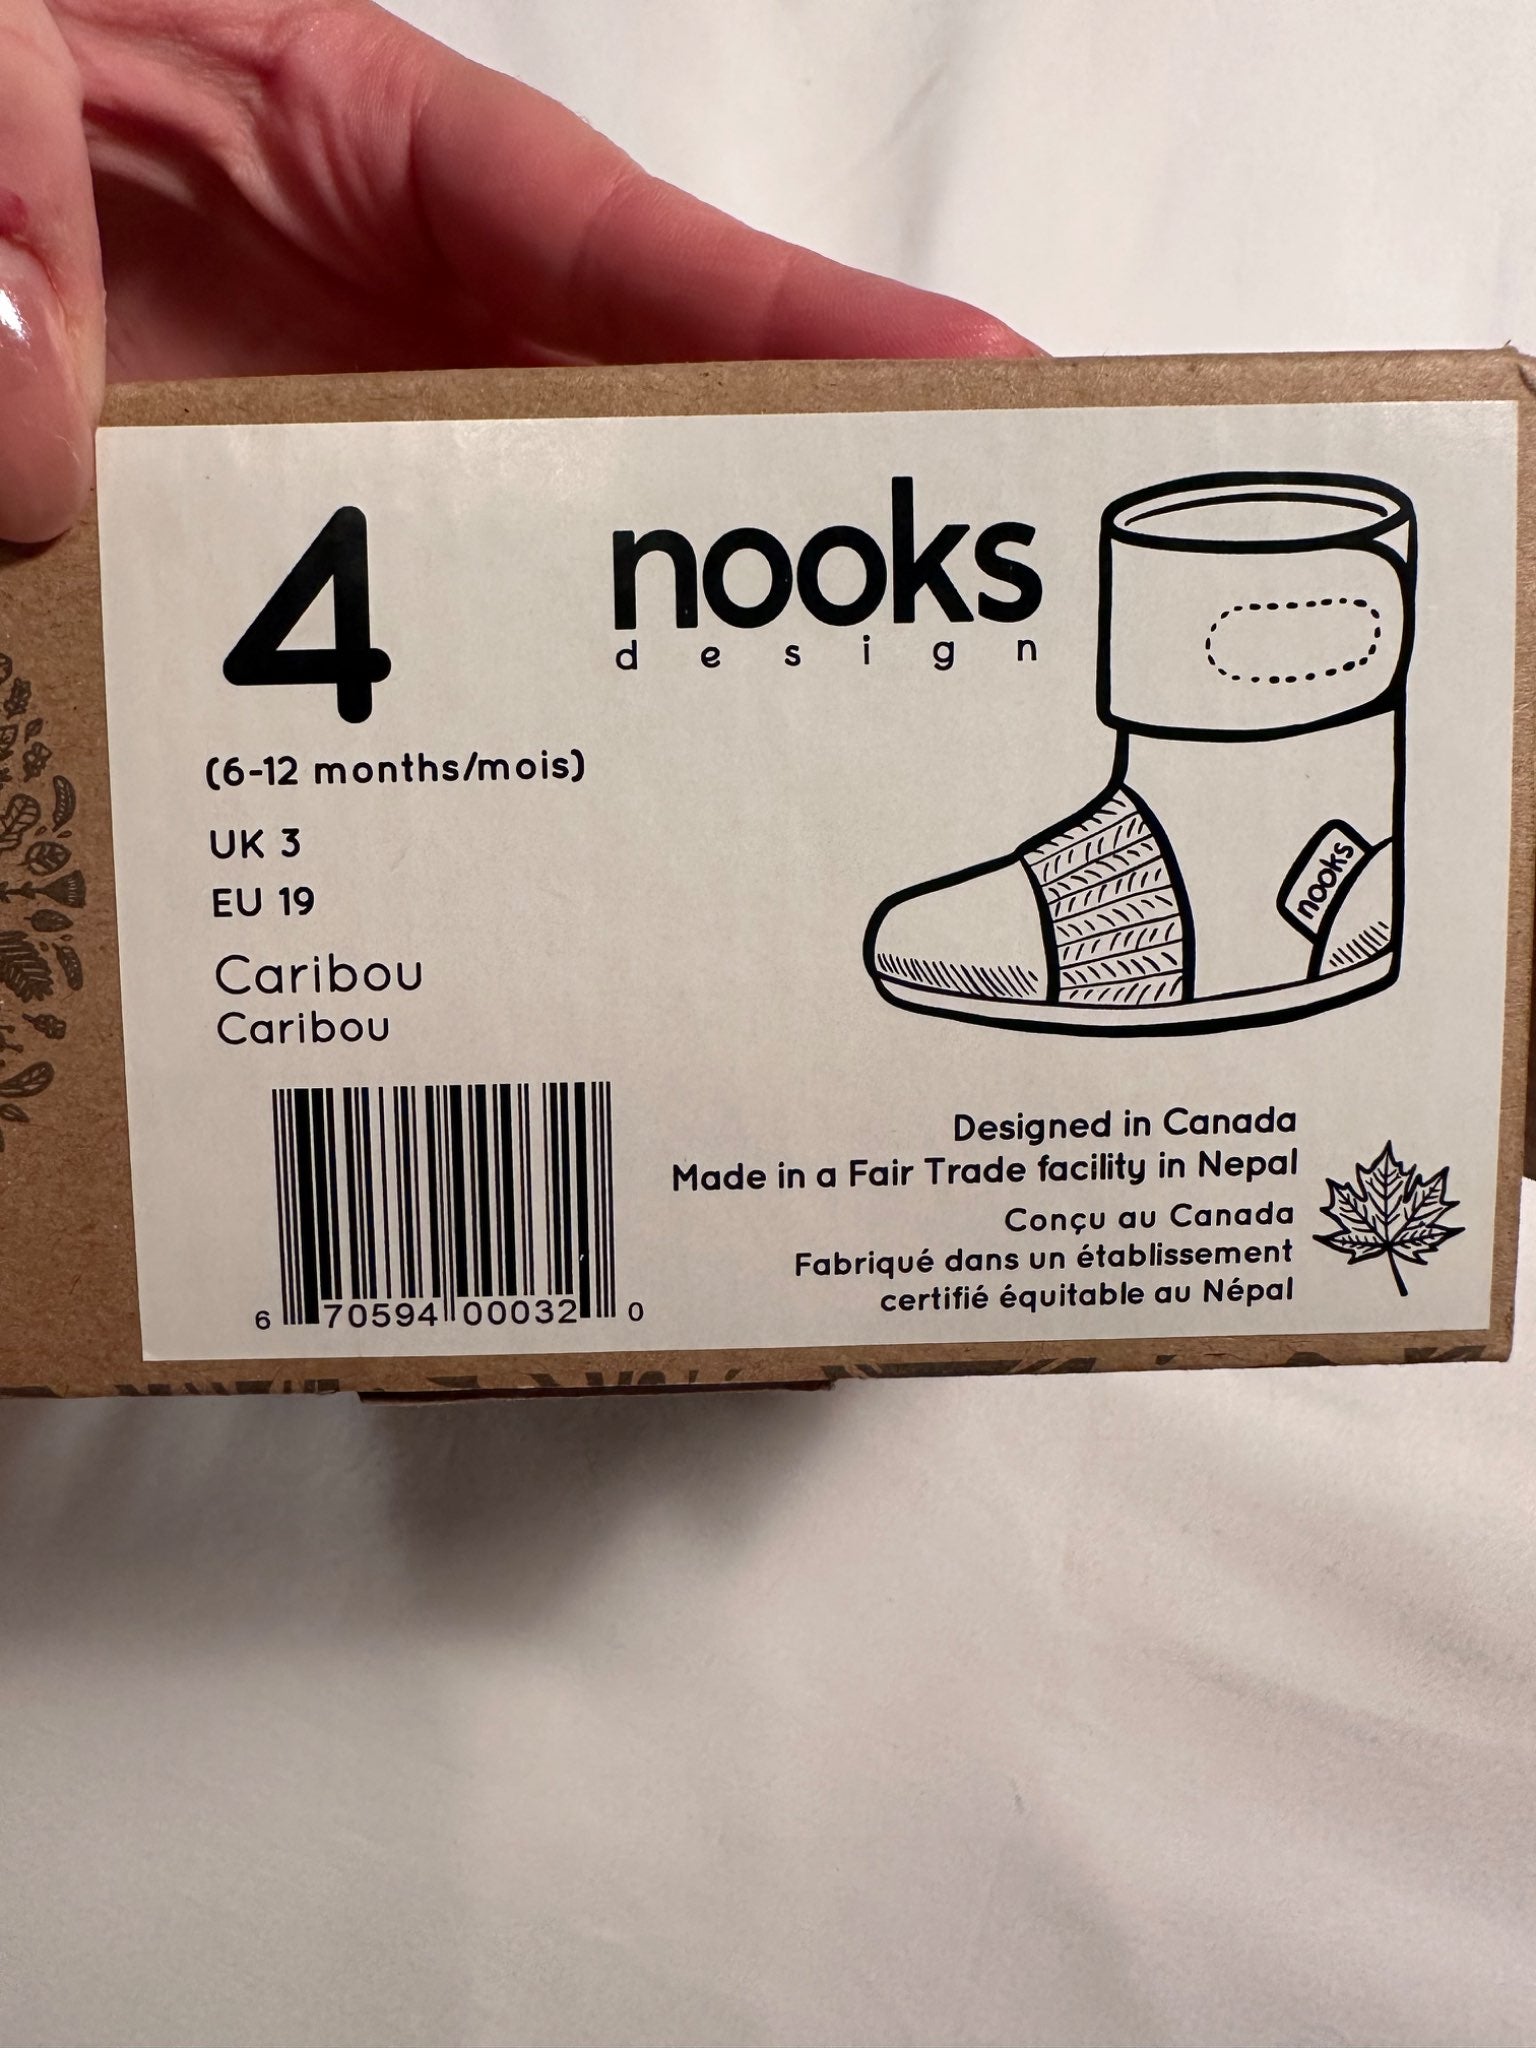 4
nooks
design
(6-12 months/mois)
UK 3
EU 19
Caribou
Caribou
nooks
6 70594 00032 0
Designed in Canada
Made in a Fair Trade facility in Nepal
Conçu au Canada
Fabriqué dans un établissement
certifié équitable au Népal